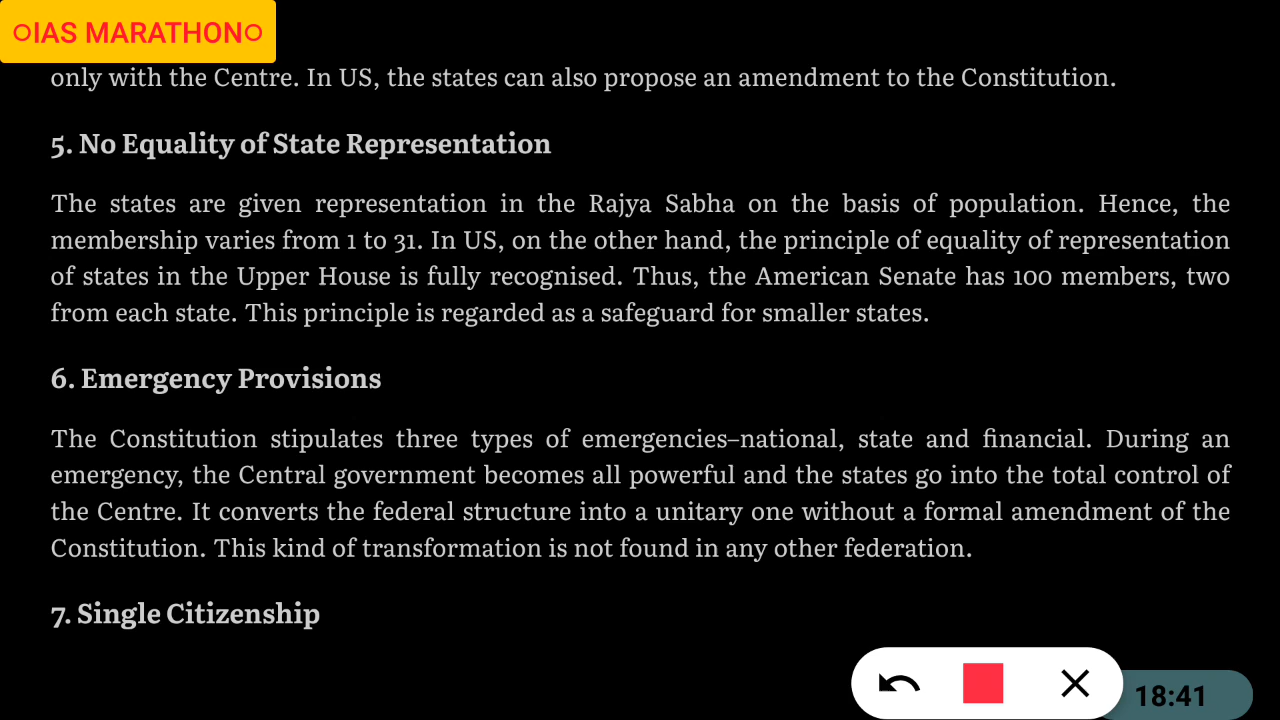 ○IAS MARATHON○
only with the Centre. In US, the states can also propose an amendment to the Constitution.
5. No Equality of State Representation
The states are given representation in the Rajya Sabha on the basis of population. Hence, the
membership varies from 1 to 31. In US, on the other hand, the principle of equality of representation
of states in the Upper House is fully recognised. Thus, the American Senate has 100 members, two
from each state. This principle is regarded as a safeguard for smaller states.
6. Emergency Provisions
The Constitution stipulates three types of emergencies–national, state and financial. During an
emergency, the Central government becomes all powerful and the states go into the total control of
the Centre. It converts the federal structure into a unitary one without a formal amendment of the
Constitution. This kind of transformation is not found in any other federation.
7. Single Citizenship
18:41